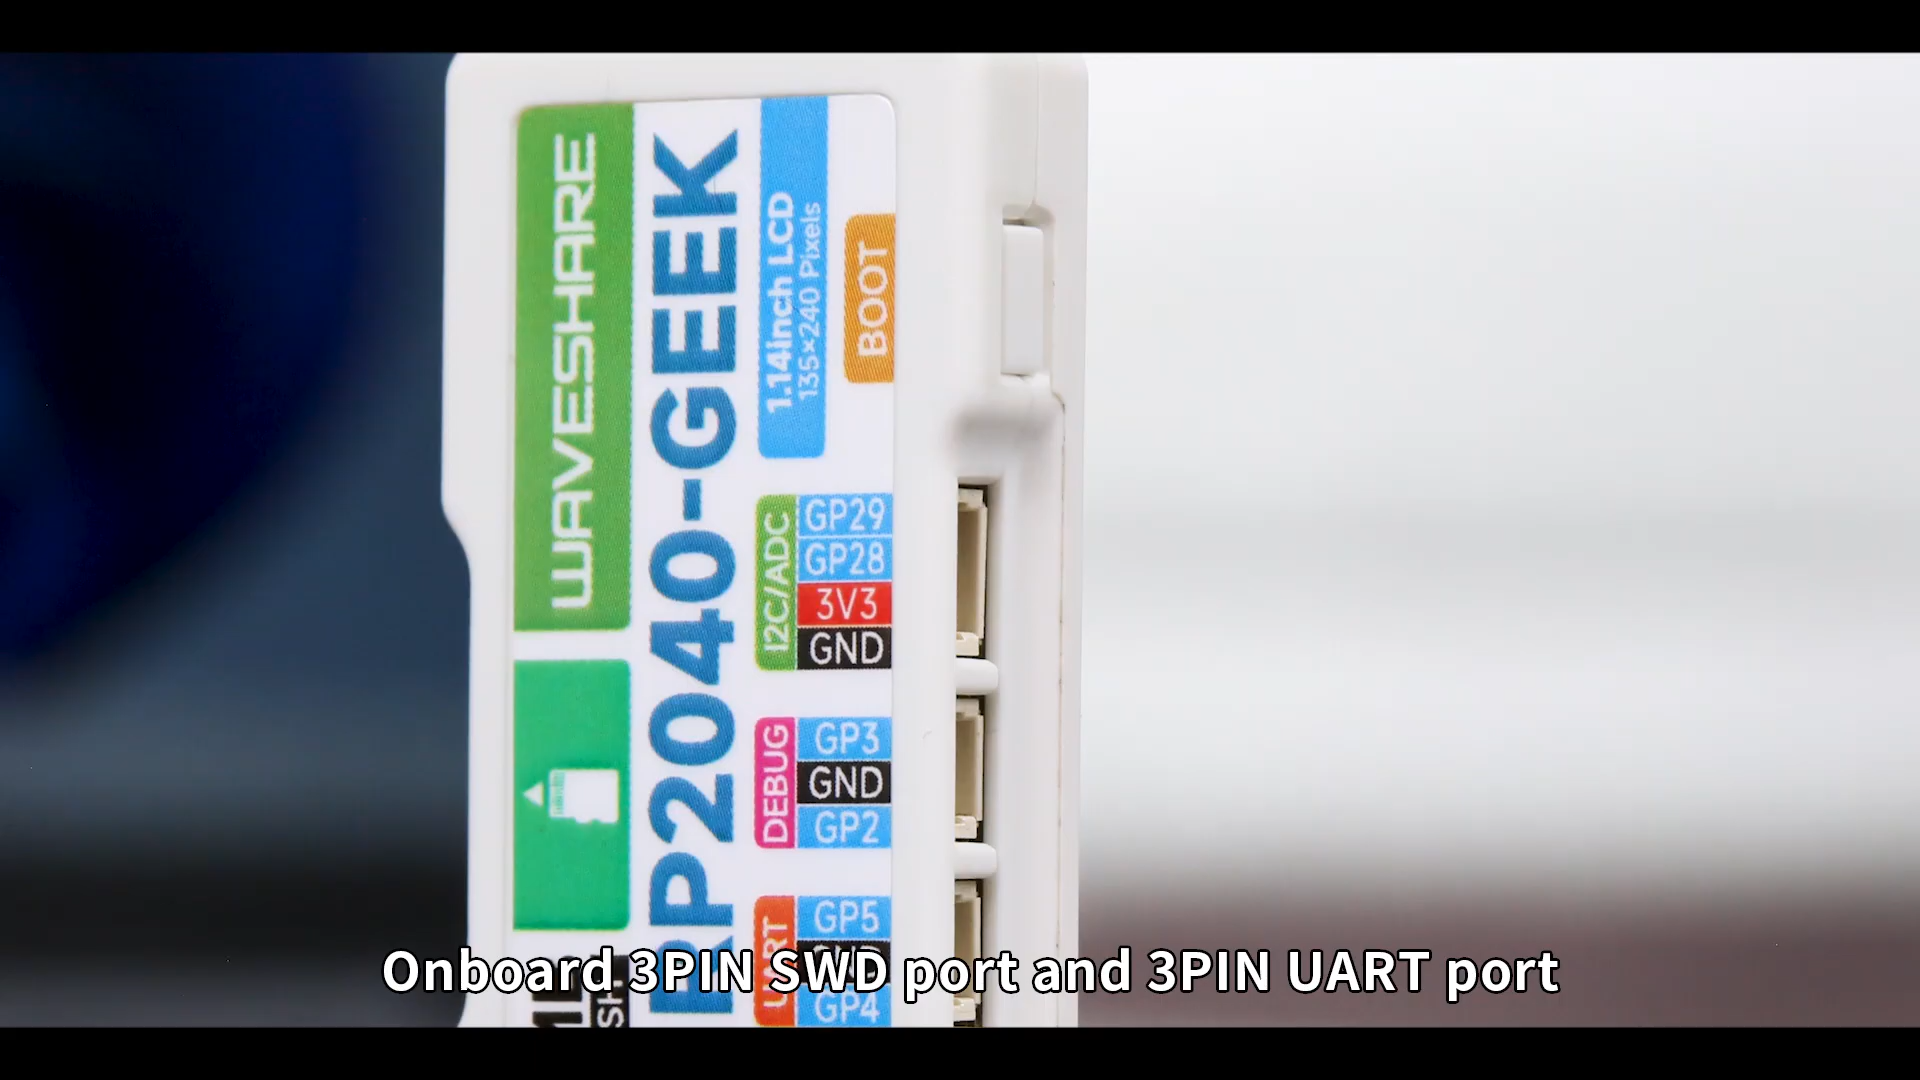 WAVESHARE
RP2040-GEEK
1.14inch LCD
135×240 Pixels
BOOT
I2C/ADC
GP29
GP28
3V3
GND
DEBUG
GP3
GND
GP2
UART
GP5
GND
GP4
Onboard 3PIN SWD port and 3PIN UART port